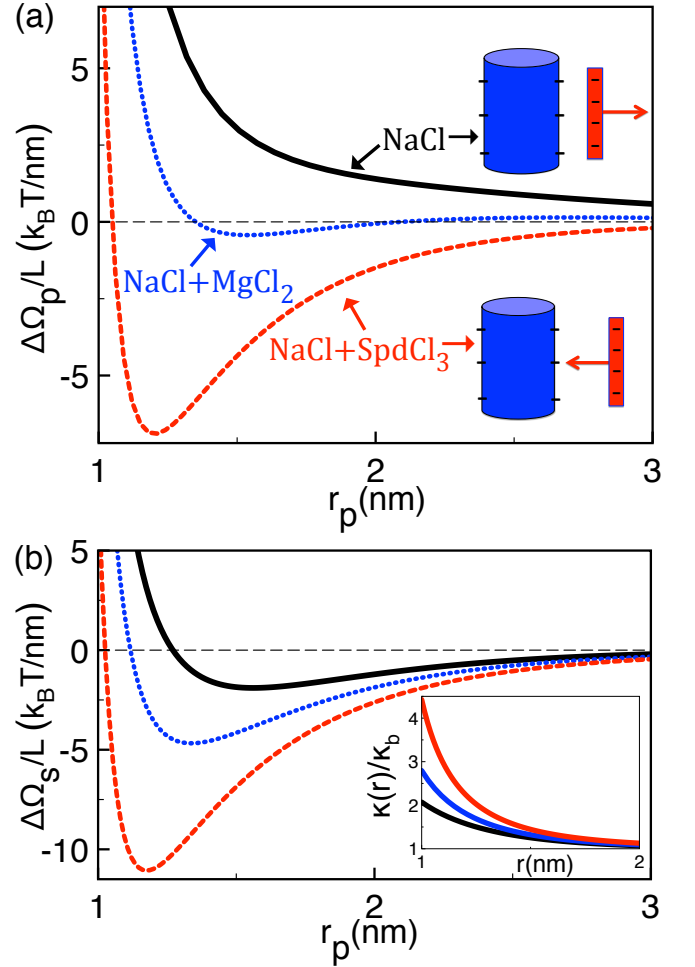 (a)
5
0
-5
ΔΩp/L (kBT/nm)
NaCl
NaCl+MgCl2
NaCl+SpdCl3
1
2
3
rp(nm)
(b)
5
0
-5
-10
ΔΩs/L (kBT/nm)
4
3
2
1
κ(r)/κb
1
r(nm)
2
1
2
3
rp(nm)